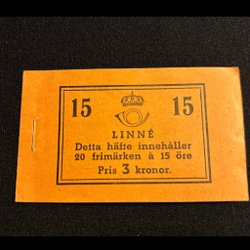 15 15
LINNÉ
Detta häfte innehåller
20 frimärken à 15 öre
Pris 3 kronor.